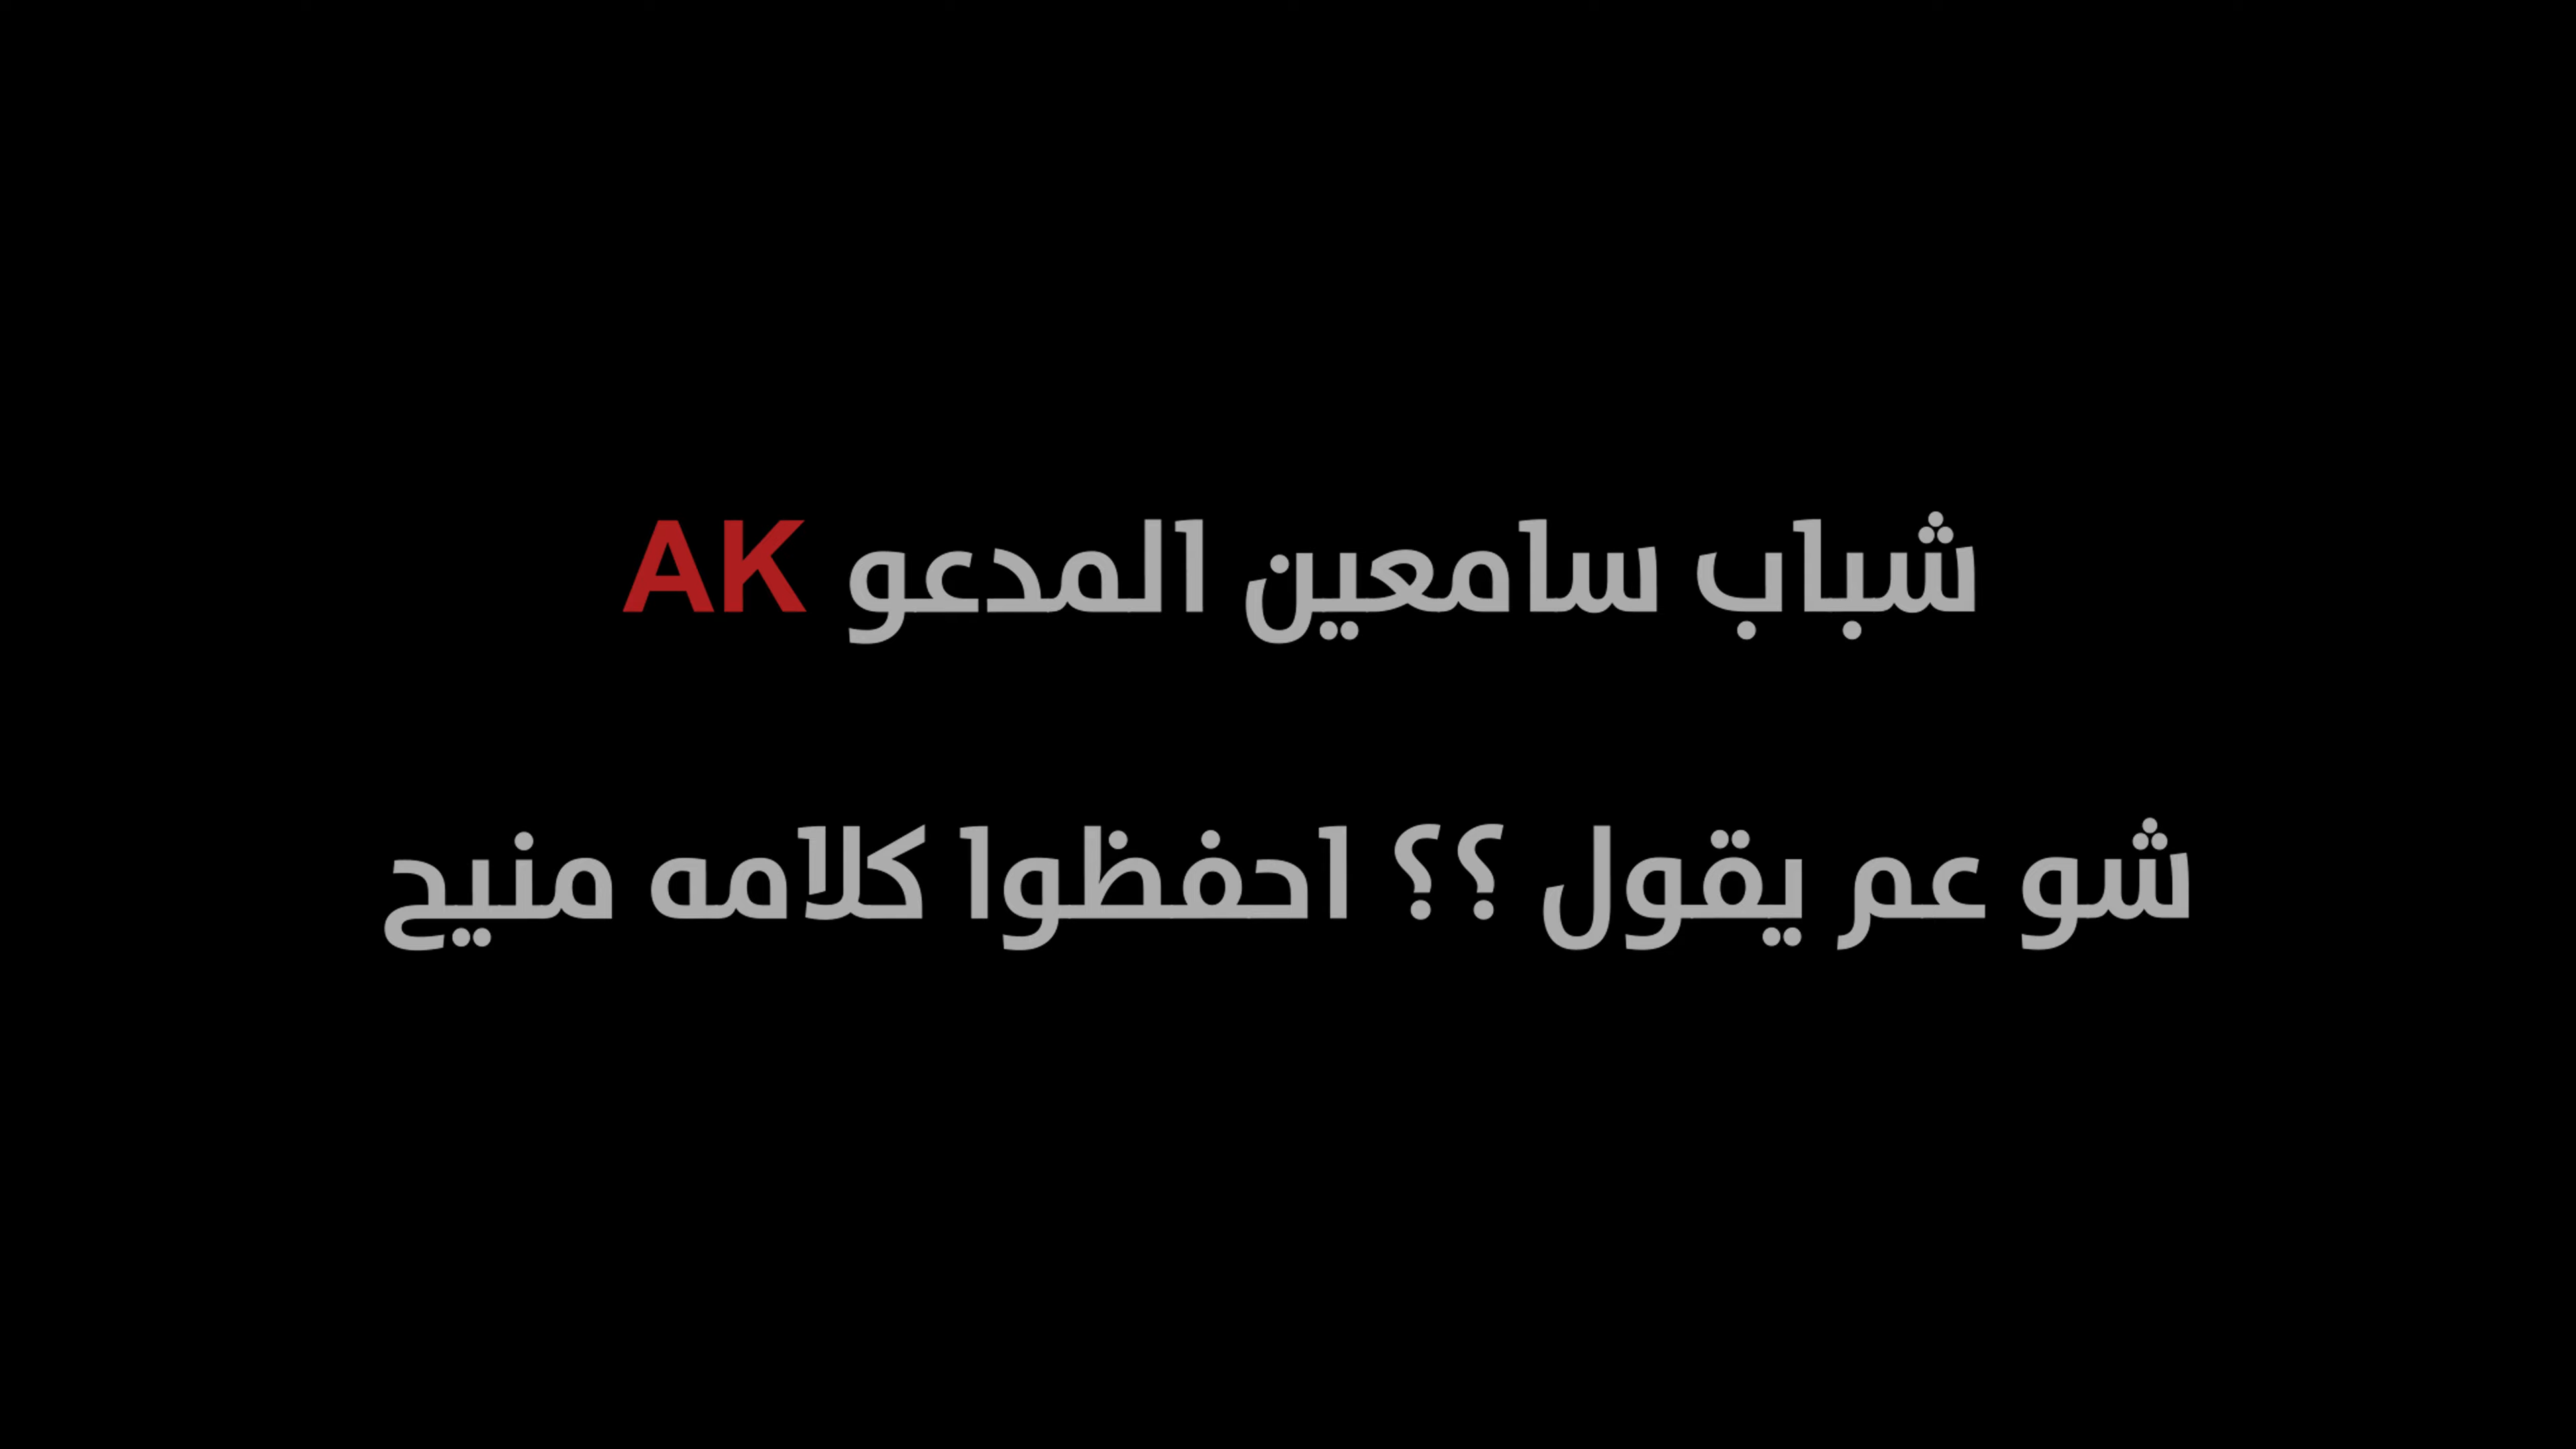 شباب سامعين المدعو AK
شو عم يقول ؟؟ احفظوا كلامه منيح